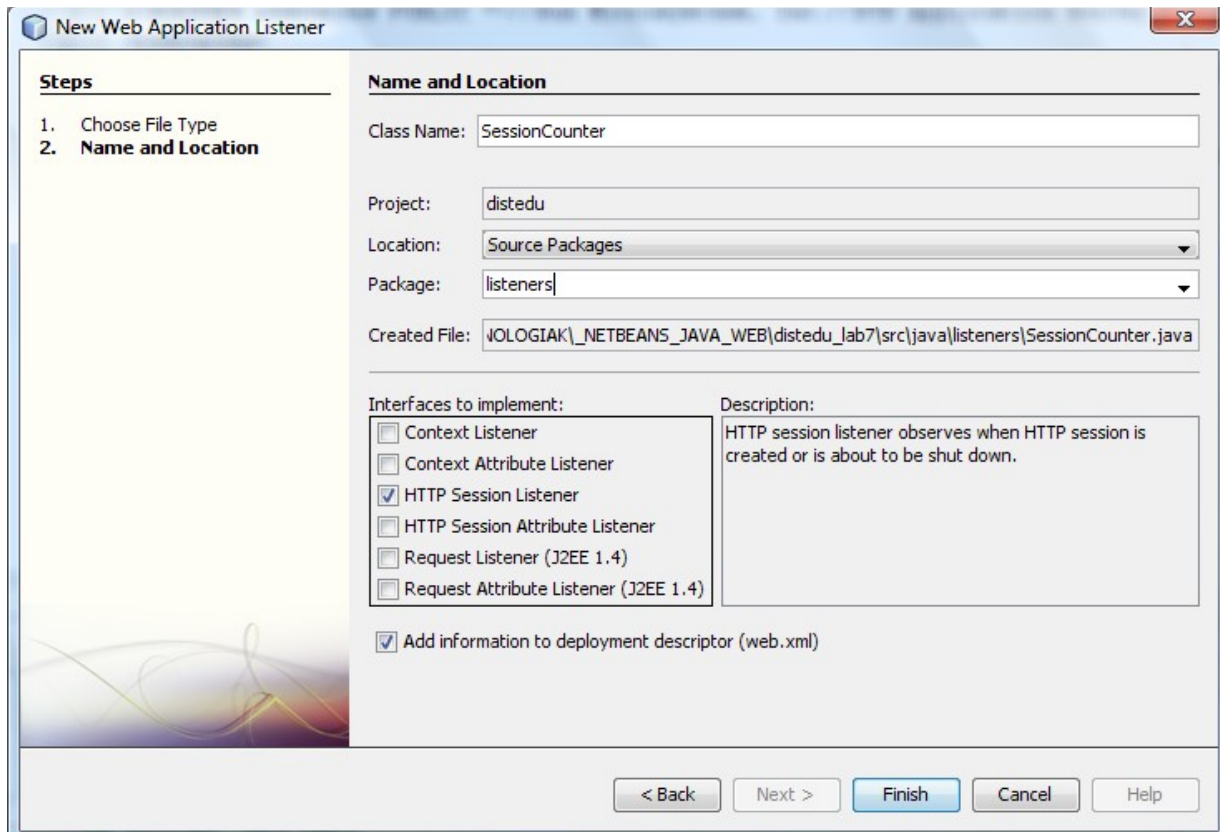 New Web Application Listener
Steps
1. Choose File Type
2. Name and Location
Name and Location
Class Name: SessionCounter
Project: distedu
Location: Source Packages
Package: listeners
Created File: NOLOGIAK\_NETBEANS_JAVA_WEB\distedu_lab7\src\java\listeners\SessionCounter.java
Interfaces to implement:
Context Listener
Context Attribute Listener
HTTP Session Listener
HTTP Session Attribute Listener
Request Listener (J2EE 1.4)
Request Attribute Listener (J2EE 1.4)
Description:
HTTP session listener observes when HTTP session is
created or is about to be shut down.
Add information to deployment descriptor (web.xml)
< Back Next > Finish Cancel Help